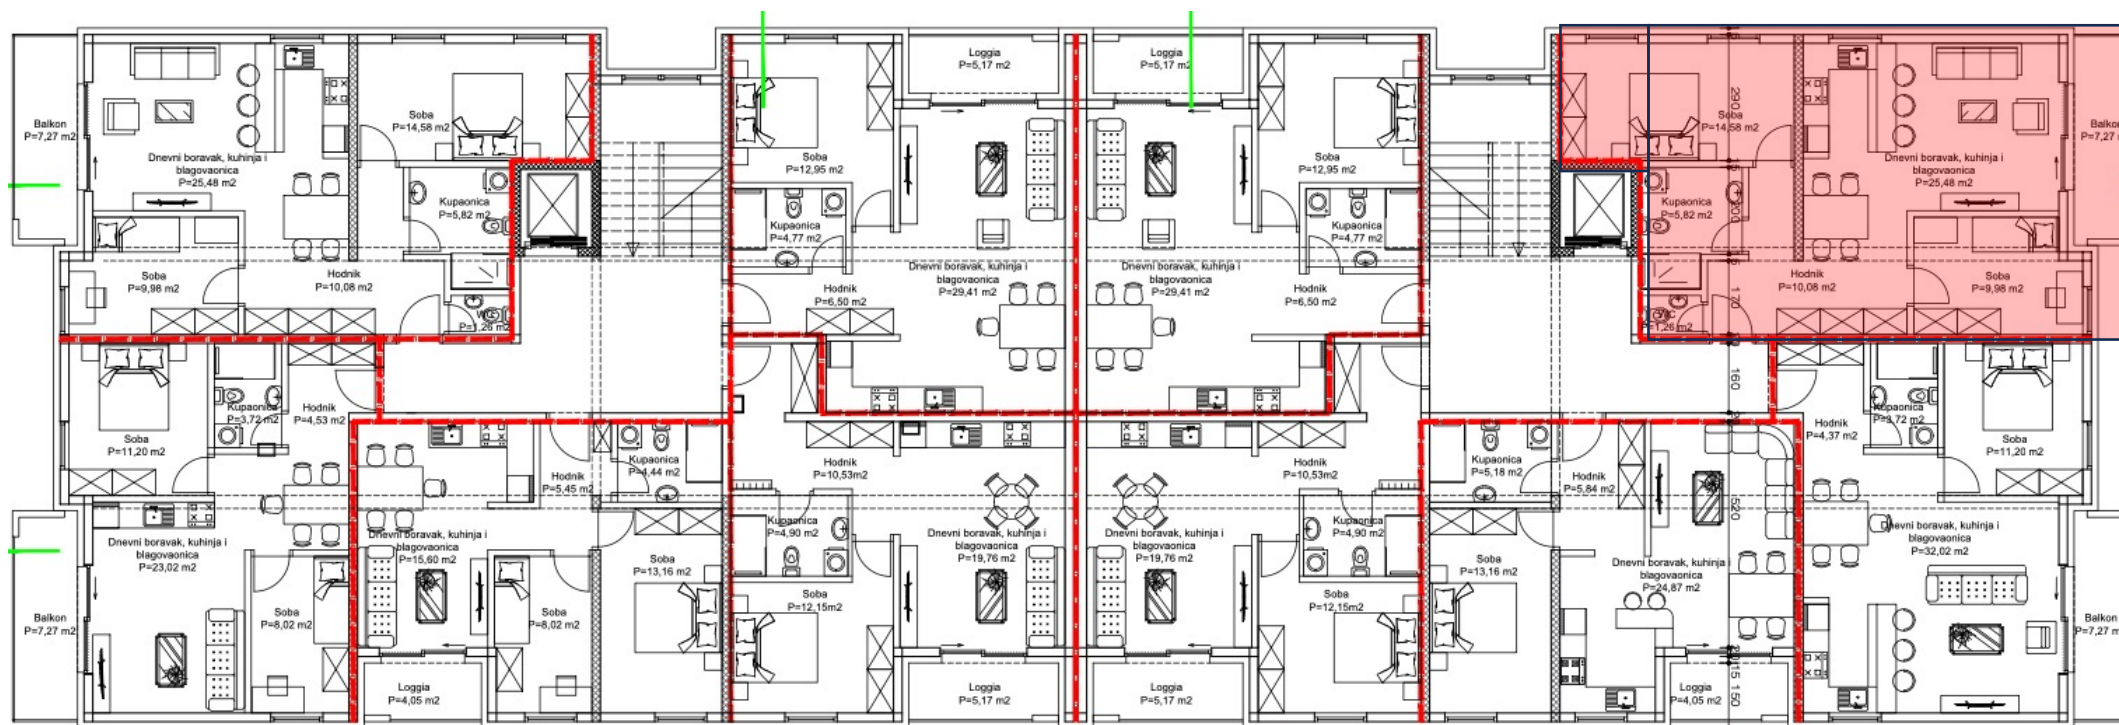 Balkon
P=7,27 m2
Dnevni boravak, kuhinja i
blagovaonica
P=25,48 m2
Soba
P=14,58 m2
Kupaonica
P=5,82 m2
Soba
P=9,98 m2
Hodnik
P=10,08 m2
WC
P=1,26 m2
Loggia
P=5,17 m2
Soba
P=12,95 m2
Kupaonica
P=4,77 m2
Dnevni boravak, kuhinja i
blagovaonica
P=29,41 m2
Hodnik
P=6,50 m2
Loggia
P=5,17 m2
Soba
P=12,95 m2
Kupaonica
P=4,77 m2
Dnevni boravak, kuhinja i
blagovaonica
P=29,41 m2
Hodnik
P=6,50 m2
Soba
P=14,58 m2
Dnevni boravak, kuhinja i
blagovaonica
P=25,48 m2
Balkon
P=7,27
Kupaonica
P=5,82 m2
Hodnik
P=10,08 m2
Soba
P=9,98 m2
WC
P=1,26 m2
290
170
160
520
150
Soba
P=11,20 m2
Kupaonica
P=3,72 m2
Hodnik
P=4,53 m2
Dnevni boravak, kuhinja i
blagovaonica
P=23,02 m2
Balkon
P=7,27 m2
Soba
P=8,02 m2
Hodnik
P=5,45 m2
Kupaonica
P=4,44 m2
Dnevni boravak, kuhinja i
blagovaonica
P=15,60 m2
Soba
P=8,02 m2
Soba
P=13,16 m2
Loggia
P=4,05 m2
Hodnik
P=10,53m2
Kupaonica
P=4,90 m2
Dnevni boravak, kuhinja i
blagovaonica
P=19,76 m2
Soba
P=12,15m2
Loggia
P=5,17 m2
Hodnik
P=10,53m2
Kupaonica
P=4,90 m2
Dnevni boravak, kuhinja i
blagovaonica
P=19,76 m2
Soba
P=12,15m2
Loggia
P=5,17 m2
Kupaonica
P=5,18 m2
Hodnik
P=5,84 m2
Soba
P=13,16 m2
Dnevni boravak, kuhinja i
blagovaonica
P=24,87 m2
Loggia
P=4,05 m2
Hodnik
P=4,37 m2
Kupaonica
P=3,72 m2
Soba
P=11,20 m2
Dnevni boravak, kuhinja i
blagovaonica
P=32,02 m2
Balkon
P=7,27 m